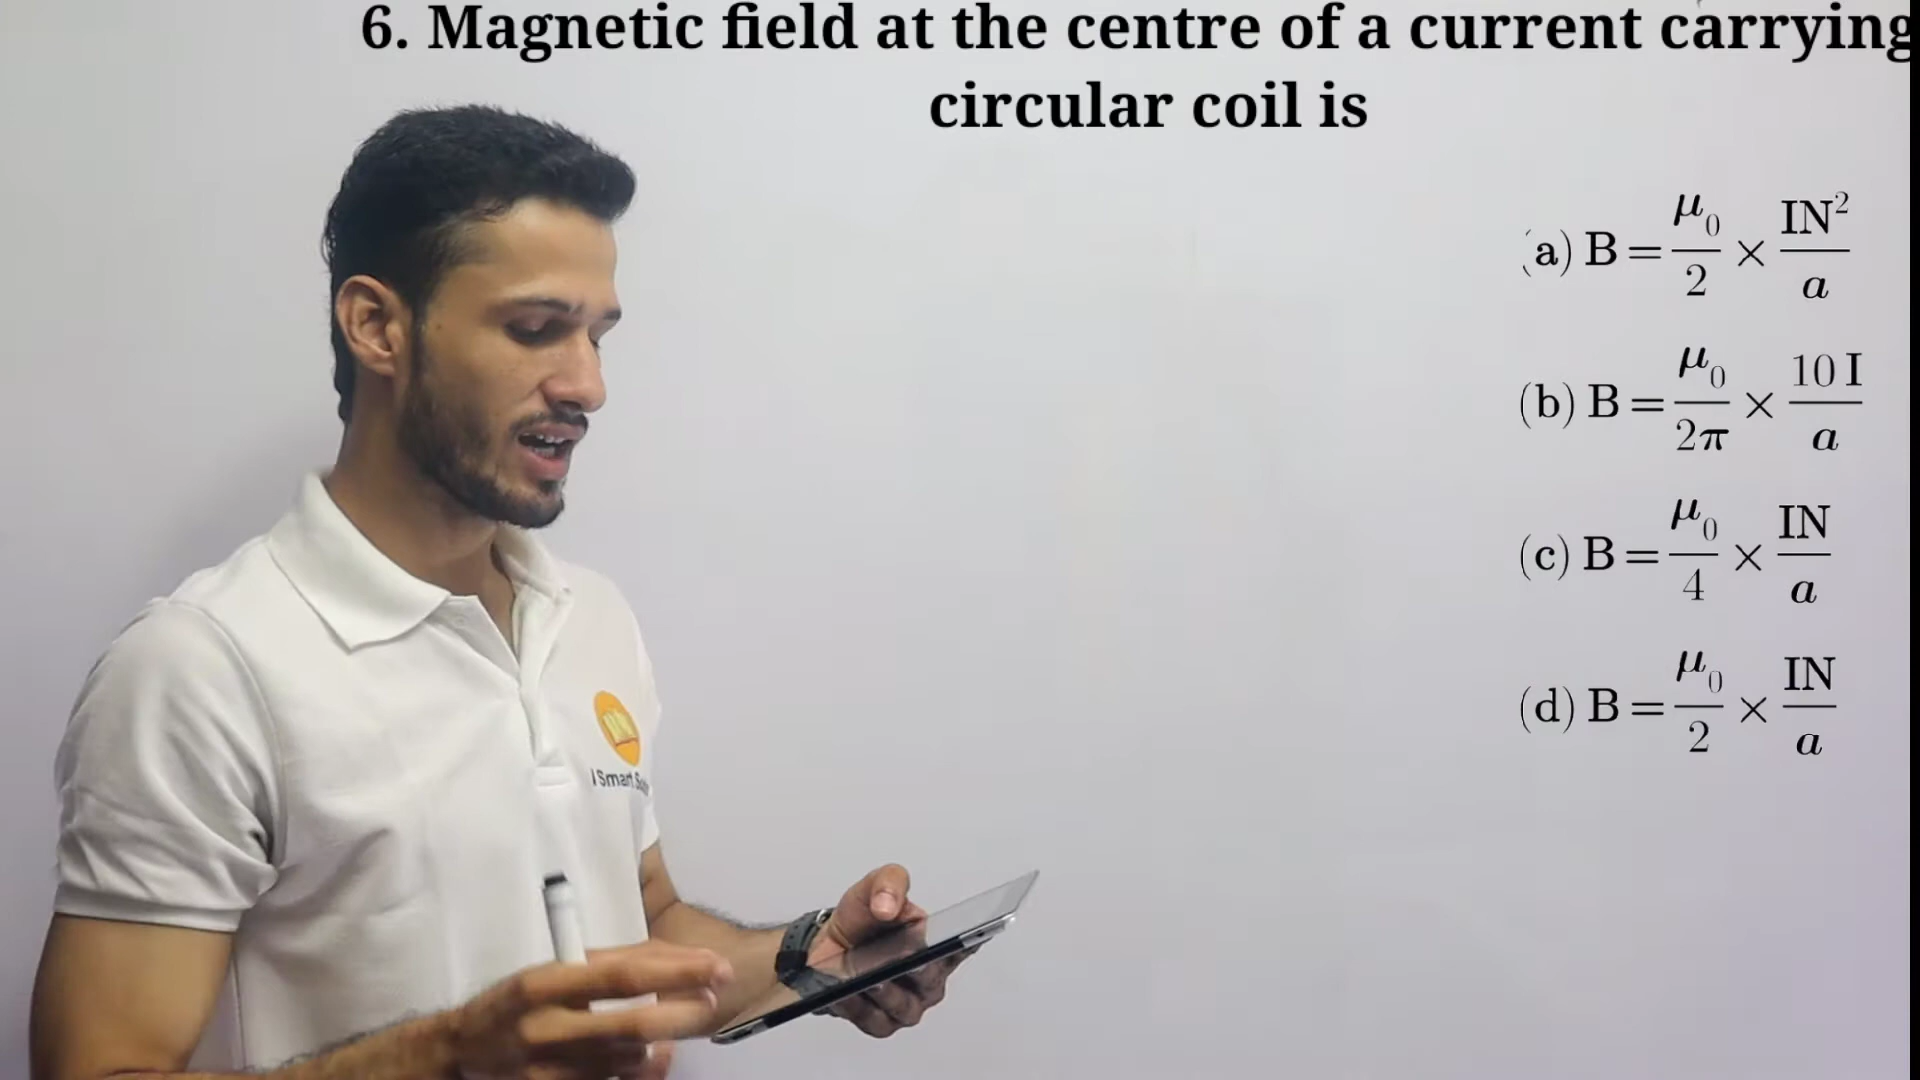 6. Magnetic field at the centre of a current carrying
circular coil is
(a) B = μ₀/2 × IN²/a
(b) B = μ₀/2π × 10 I/a
(c) B = μ₀/4 × IN/a
(d) B = μ₀/2 × IN/a
I Smart